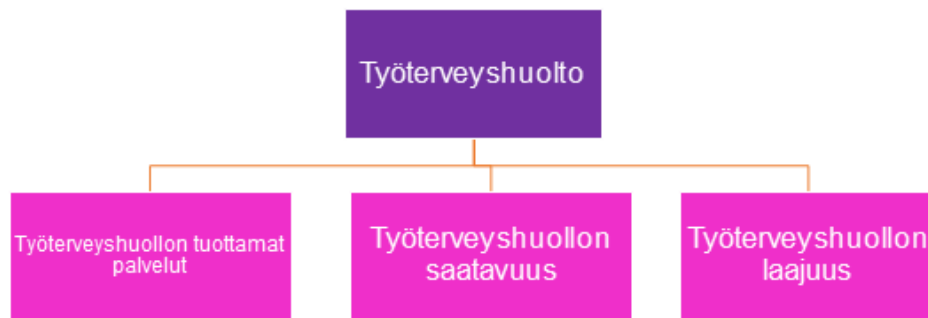 Työterveyshuolto
Työterveyshuollon tuottamat
palvelut
Työterveyshuollon
saatavuus
Työterveyshuollon
laajuus